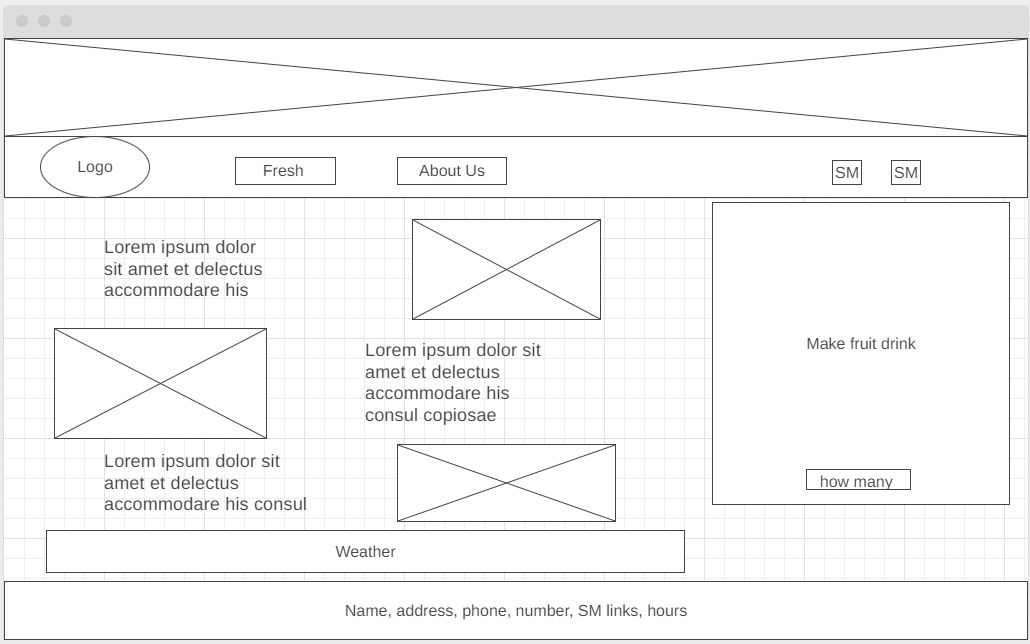 Logo
Fresh
About Us
SM
SM
Lorem ipsum dolor
sit amet et delectus
accommodare his
Lorem ipsum dolor sit
amet et delectus
accommodare his
consul copiosae
Lorem ipsum dolor sit
amet et delectus
accommodare his consul
Make fruit drink
how many
Weather
Name, address, phone, number, SM links, hours